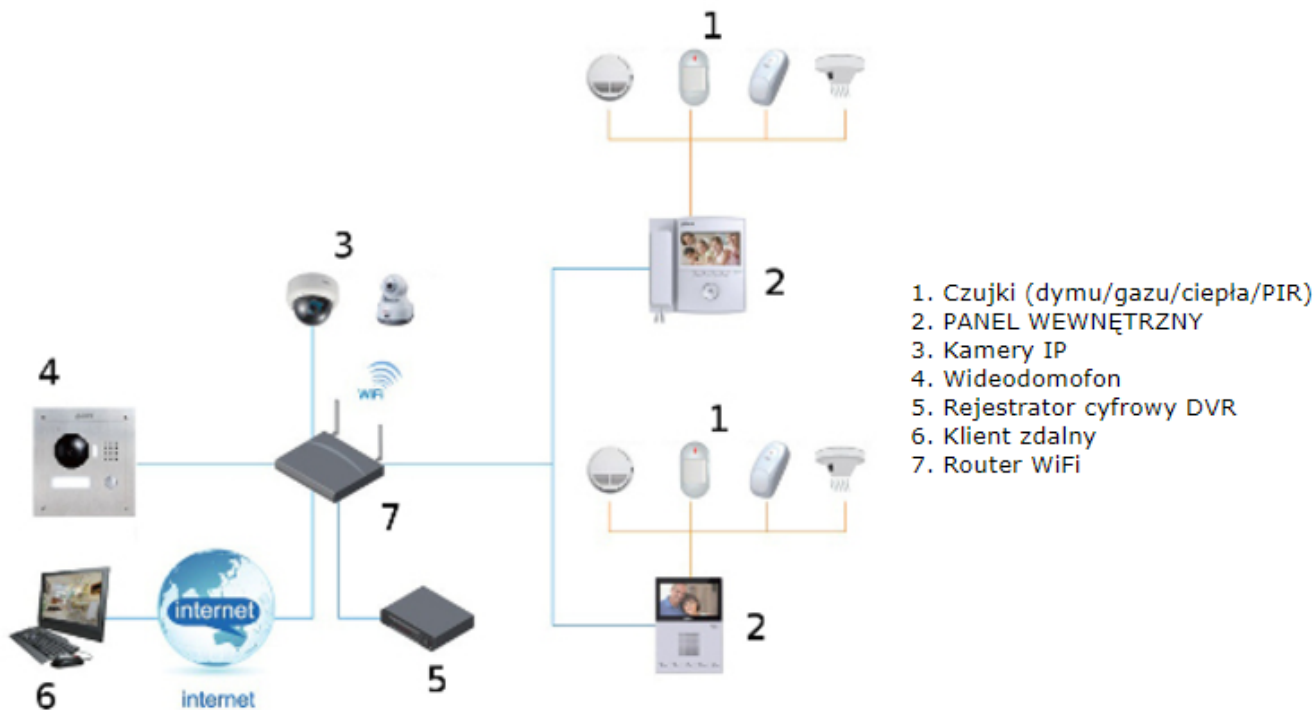 1
3
2
4
WiFi
1
7
internet
2
6
5
internet
1. Czujki (dymu/gazu/ciepła/PIR)
2. PANEL WEWNĘTRZNY
3. Kamery IP
4. Wideodomofon
5. Rejestrator cyfrowy DVR
6. Klient zdalny
7. Router WiFi